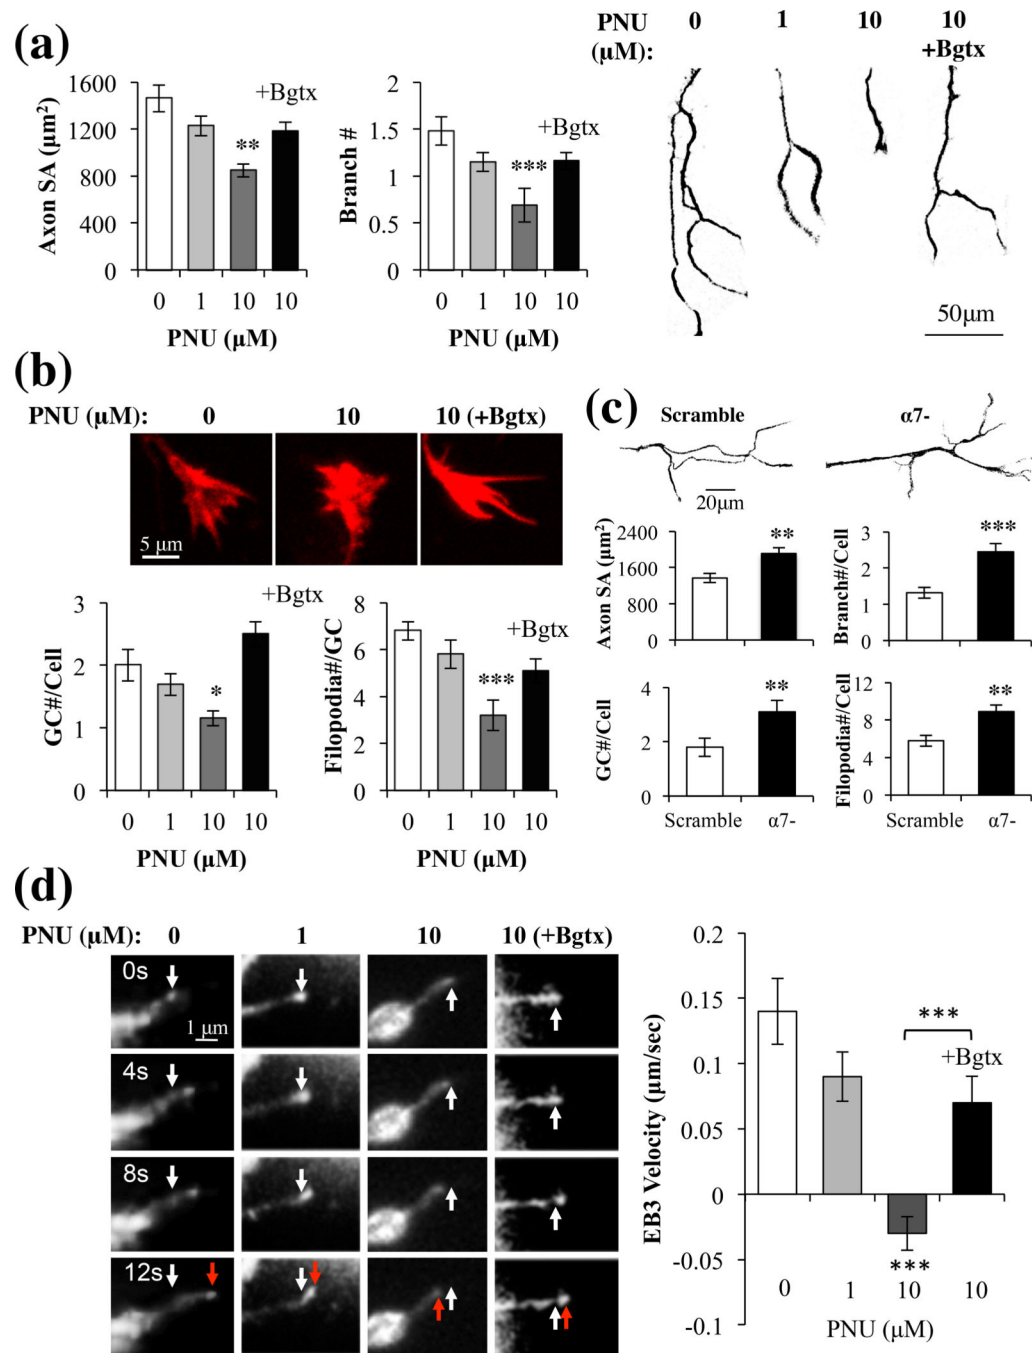 (a)
1600
1200
800
400
0
Axon SA (μm²)
+Bgtx
**
0 1 10 10
PNU (μM)
2
1.5
1
0.5
0
Branch #
+Bgtx
***
0 1 10 10
PNU (μM)
PNU (μM): 0 1 10 10 +Bgtx
50μm
(b)
PNU (μM): 0 10 10 (+Bgtx)
5 μm
3
2
1
0
GC#/Cell
+Bgtx
*
0 1 10 10
PNU (μM)
8
6
4
2
0
Filopodia#/GC
+Bgtx
***
0 1 10 10
PNU (μM)
(c)
Scramble α7-
20μm
2400
1600
800
0
Axon SA (μm²)
**
3
2
1
0
Branch#/Cell
***
4
2
0
GC#/Cell
**
Scramble α7-
12
8
4
0
Filopodia#/Cell
**
Scramble α7-
(d)
PNU (μM): 0 1 10 10 (+Bgtx)
0s
1 μm
4s
8s
12s
0.2
0.15
0.1
0.05
0
-0.05
-0.1
EB3 Velocity (μm/sec)
***
+Bgtx
***
0 1 10 10
PNU (μM)